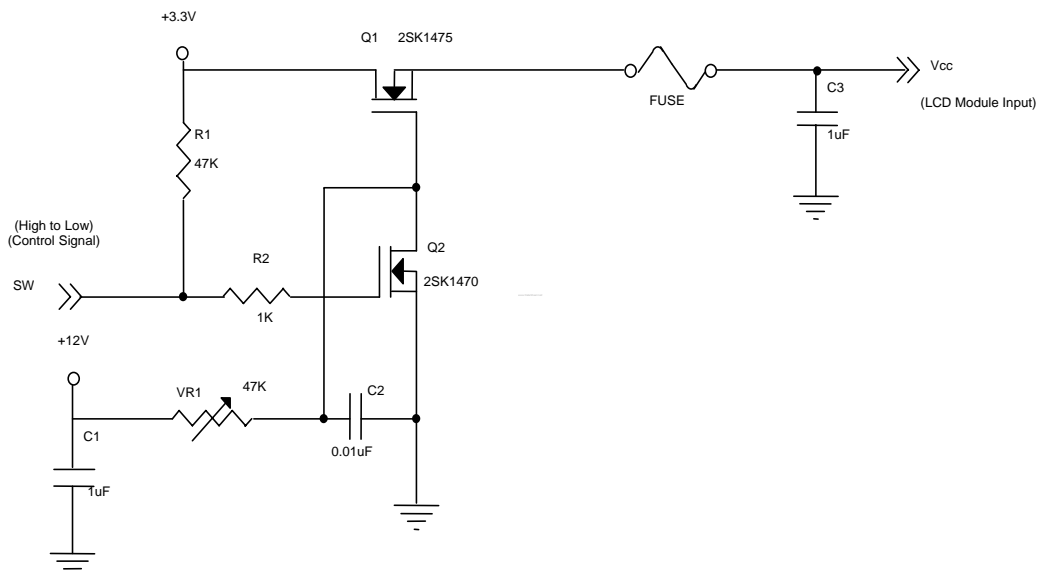 +3.3V
Q1 2SK1475
Vcc
FUSE
C3
(LCD Module Input)
1uF
R1
47K
(High to Low)
(Control Signal)
SW
R2
1K
Q2
2SK1470
+12V
VR1
47K
C2
0.01uF
C1
1uF